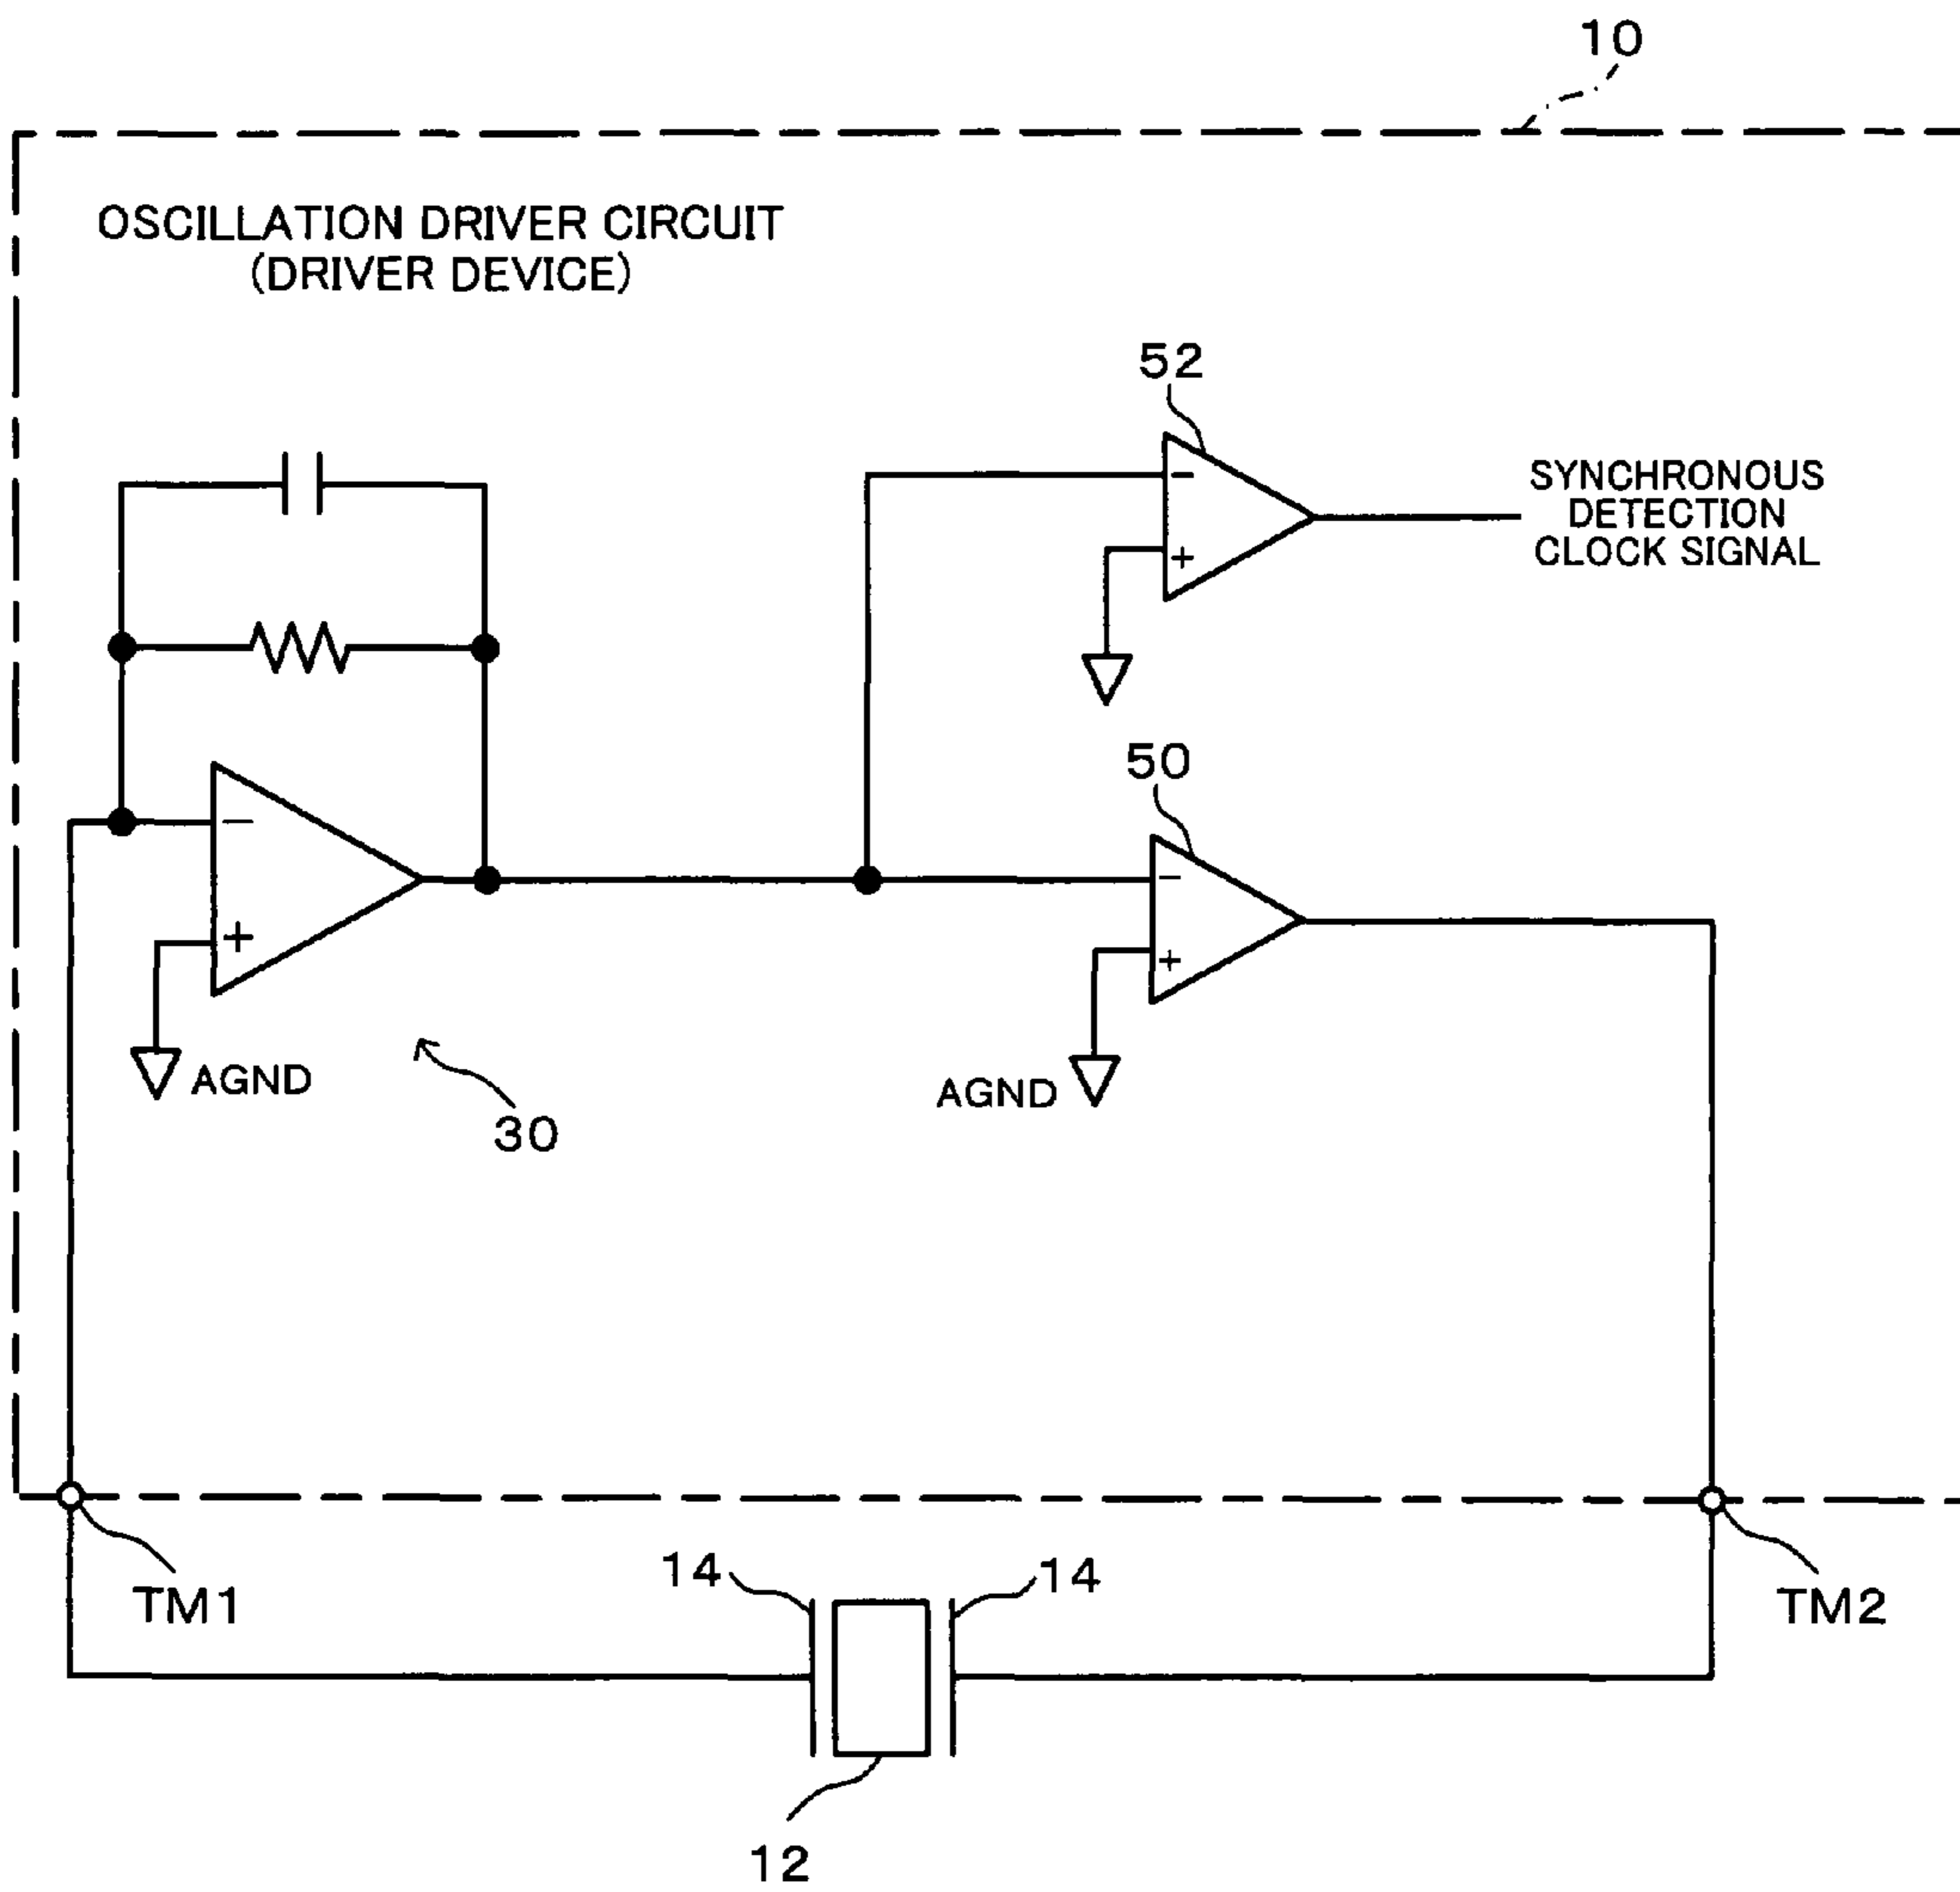 10
OSCILLATION DRIVER CIRCUIT
(DRIVER DEVICE)
52
SYNCHRONOUS
DETECTION
CLOCK SIGNAL
−
+
50
−
+
−
+
AGND
AGND
30
TM1
14
14
TM2
12